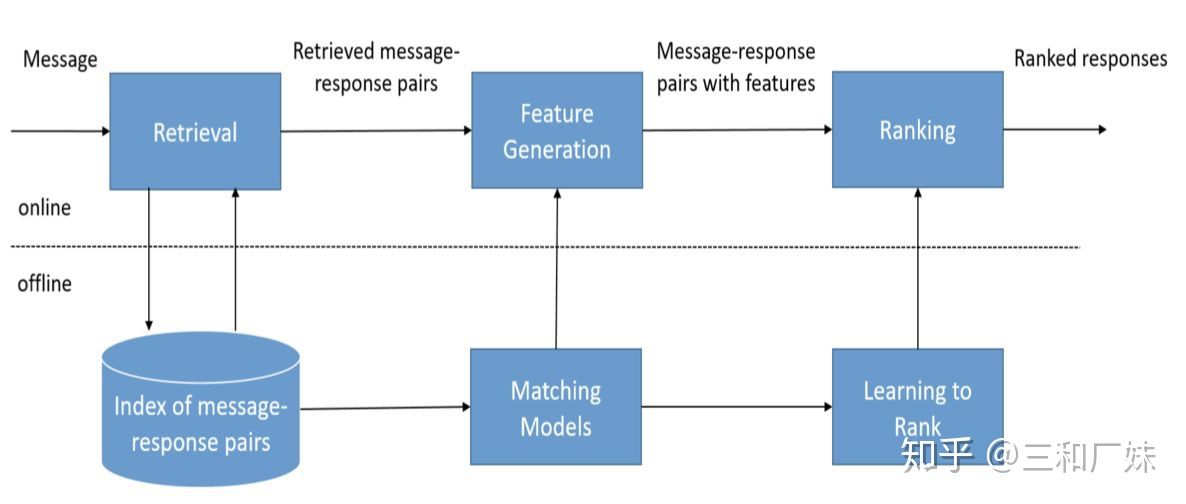 Message
Retrieved message-
response pairs
Message-response
pairs with features
Ranked responses
Retrieval
Feature
Generation
Ranking
online
offline
Index of message-
response pairs
Matching
Models
Learning to
Rank
知乎 @三和厂妹